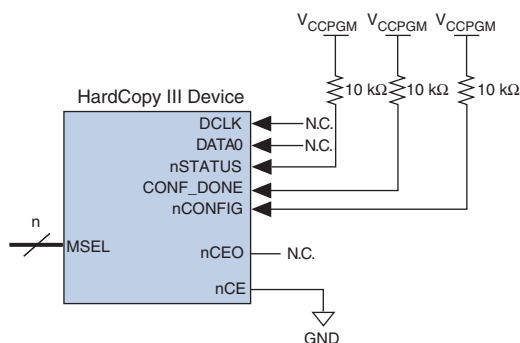 VCCPGM VCCPGM VCCPGM
10 kΩ 10 kΩ 10 kΩ
HardCopy III Device
DCLK N.C.
DATA0 N.C.
nSTATUS
CONF_DONE
nCONFIG
n
MSEL
nCEO N.C.
nCE
GND